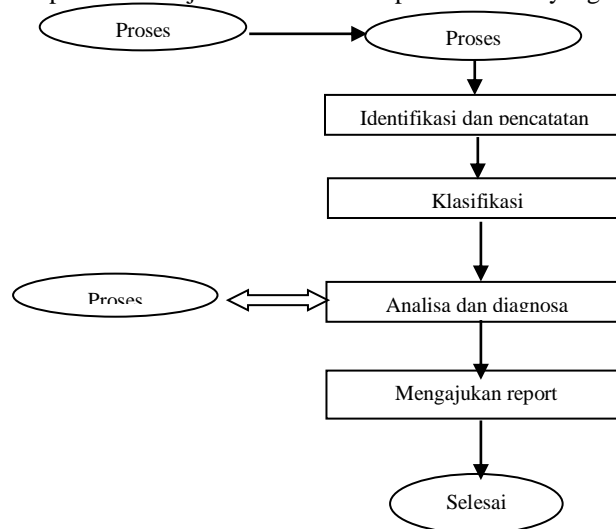 Proses
Proses
Identifikasi dan pencatatan
Klasifikasi
Proses
Analisa dan diagnosa
Mengajukan report
Selesai